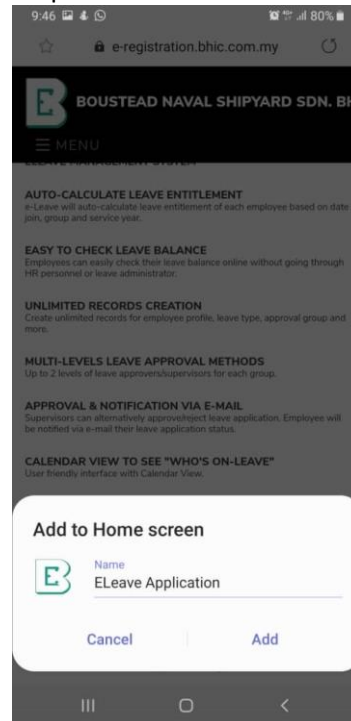 9:46
80%
e-registration.bhic.com.my
BOUSTEAD NAVAL SHIPYARD SDN. BH
MENU
AUTO-CALCULATE LEAVE ENTITLEMENT
e-Leave will auto-calculate leave entitlement of each employee based on date
join, group and service year.
EASY TO CHECK LEAVE BALANCE
Employees can easily check their leave balance online without going through
HR personnel or leave administrator.
UNLIMITED RECORDS CREATION
Create unlimited records for employee profile, leave type, approval group and
more.
MULTI-LEVELS LEAVE APPROVAL METHODS
Up to 2 levels of leave approvers/supervisors for each group.
APPROVAL & NOTIFICATION VIA E-MAIL
Supervisors can alternatively approve/reject leave application. Employee will
be notified via e-mail their leave application status.
CALENDAR VIEW TO SEE "WHO'S ON-LEAVE"
User friendly interface with Calendar View.
Add to Home screen
Name
ELeave Application
Cancel Add